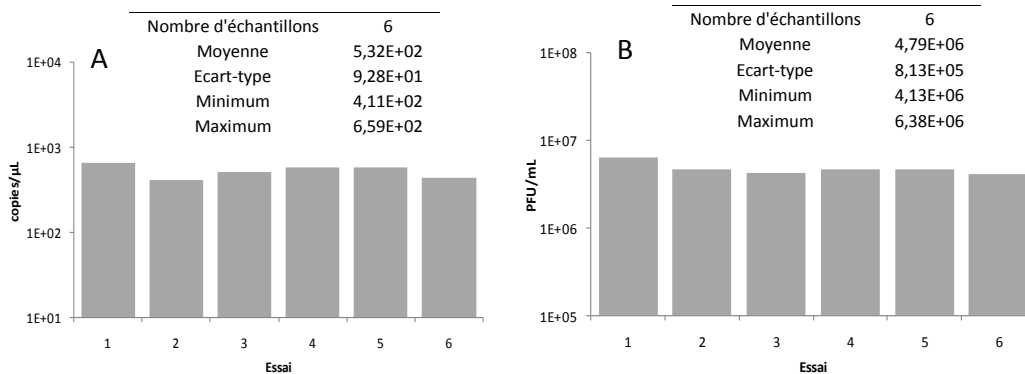 Nombre d'échantillons 6
Moyenne 5,32E+02
Ecart-type 9,28E+01
Minimum 4,11E+02
Maximum 6,59E+02
A
1E+04
1E+03
1E+02
1E+01
copies/µL
1 2 3 4 5 6
Essai
Nombre d'échantillons 6
Moyenne 4,79E+06
Ecart-type 8,13E+05
Minimum 4,13E+06
Maximum 6,38E+06
B
1E+08
1E+07
1E+06
1E+05
PFU/mL
1 2 3 4 5 6
Essai